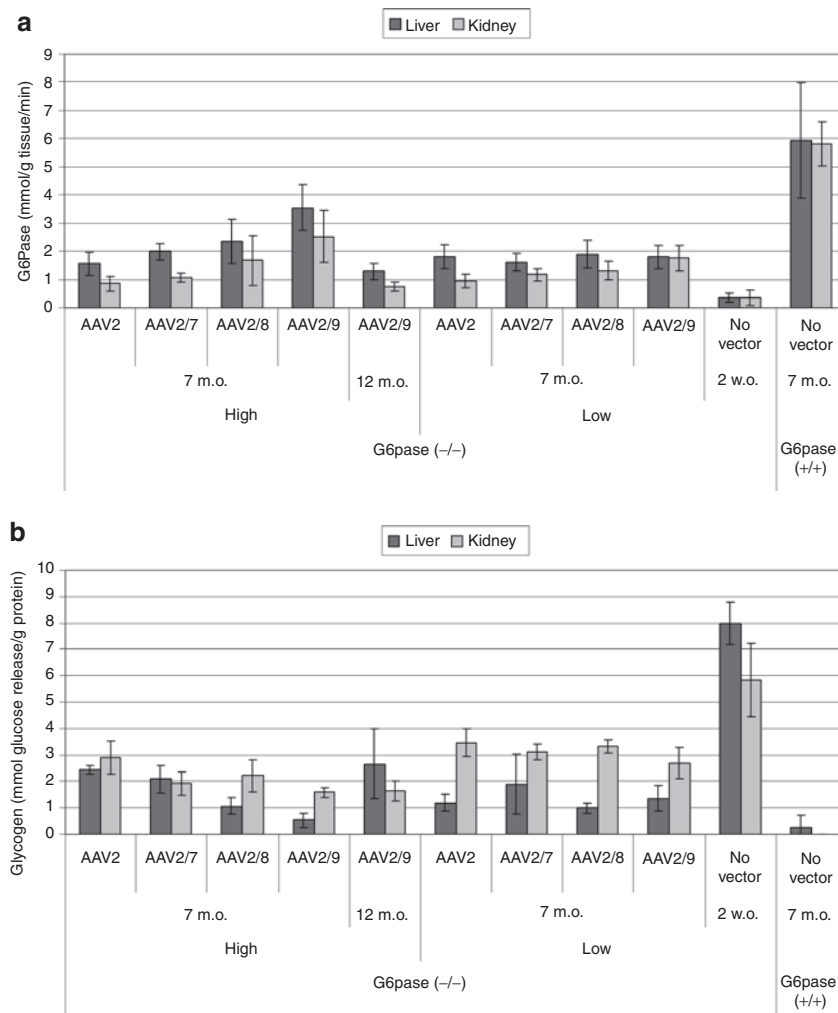 a
Liver Kidney
G6Pase (mmol/g tissue/min)
9
8
7
6
5
4
3
2
1
0
AAV2 AAV2/7 AAV2/8 AAV2/9 AAV2/9 AAV2 AAV2/7 AAV2/8 AAV2/9 No No
vector vector
7 m.o. 12 m.o. 7 m.o. 2 w.o. 7 m.o.
High Low
G6pase (−/−) G6pase
(+/+)
b
Liver Kidney
Glycogen (mmol glucose release/g protein)
10
9
8
7
6
5
4
3
2
1
0
AAV2 AAV2/7 AAV2/8 AAV2/9 AAV2/9 AAV2 AAV2/7 AAV2/8 AAV2/9 No No
vector vector
7 m.o. 12 m.o. 7 m.o. 2 w.o. 7 m.o.
High Low
G6pase (−/−) G6pase
(+/+)